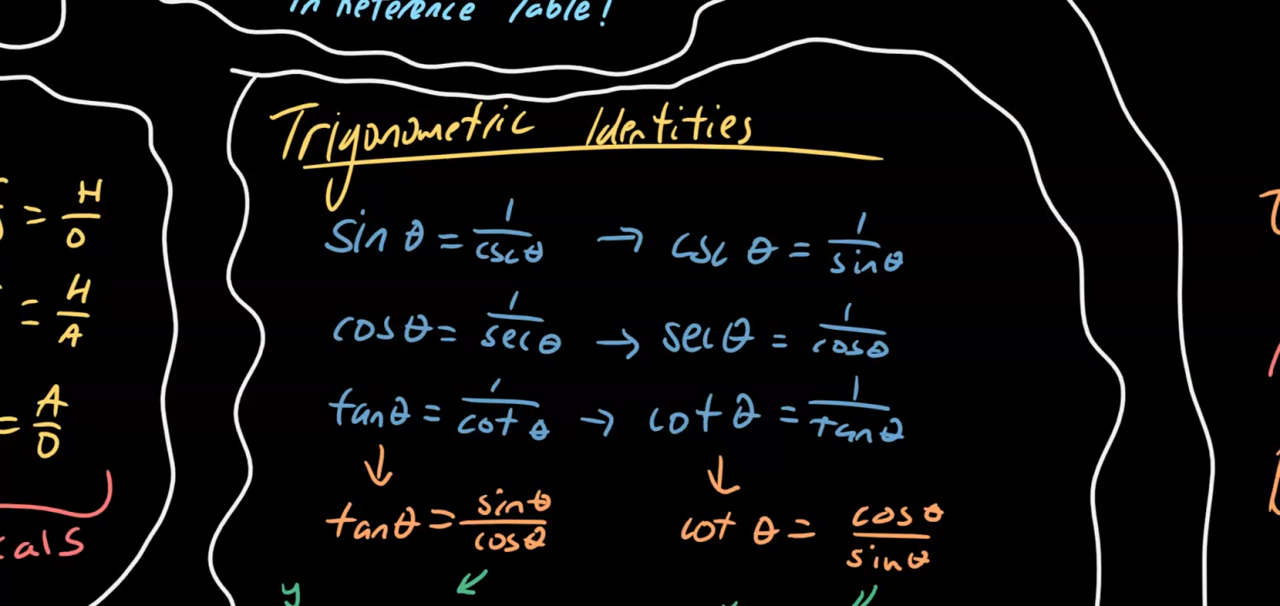 in Reference Table!
Trigonometric Identities
= H/O
= H/A
= A/O
cals
sin θ = 1/csc θ → csc θ = 1/sin θ
cos θ = 1/sec θ → sec θ = 1/cos θ
tan θ = 1/cot θ → cot θ = 1/tan θ
↓ ↓
tan θ = sin θ/cos θ cot θ = cos θ/sin θ
y